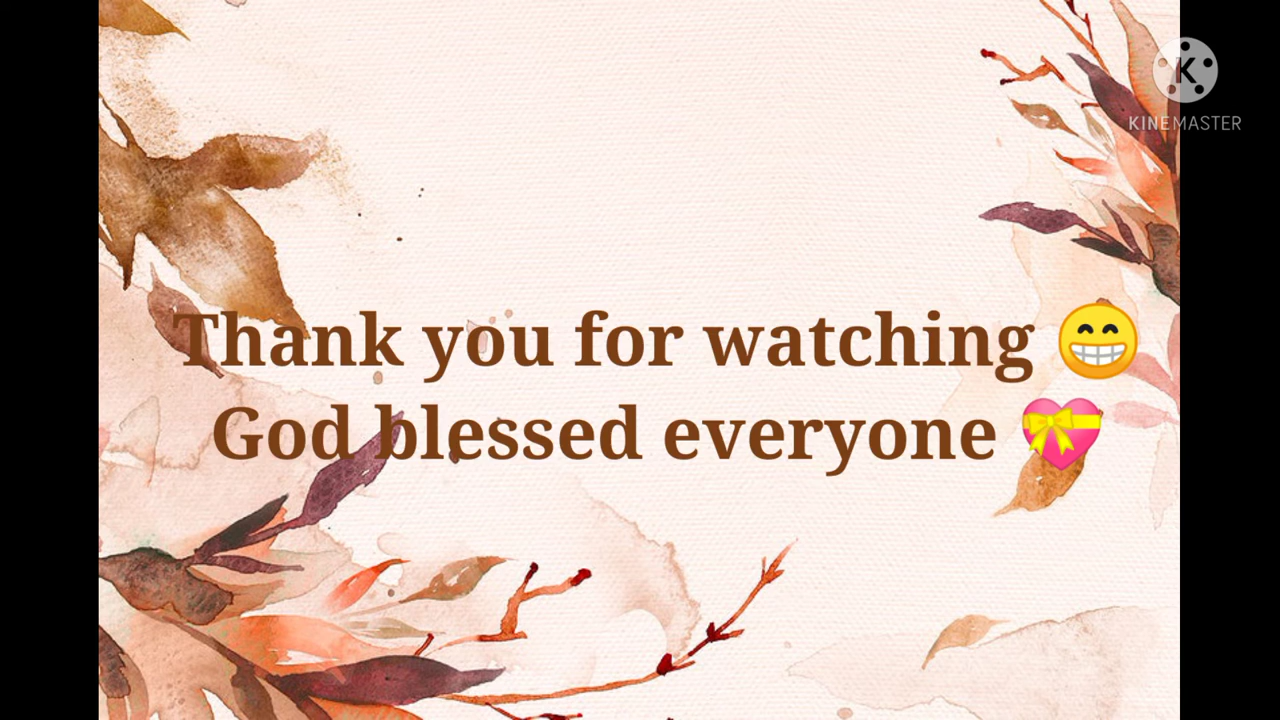 K
KINEMASTER
Thank you for watching 😁
God blessed everyone 💝